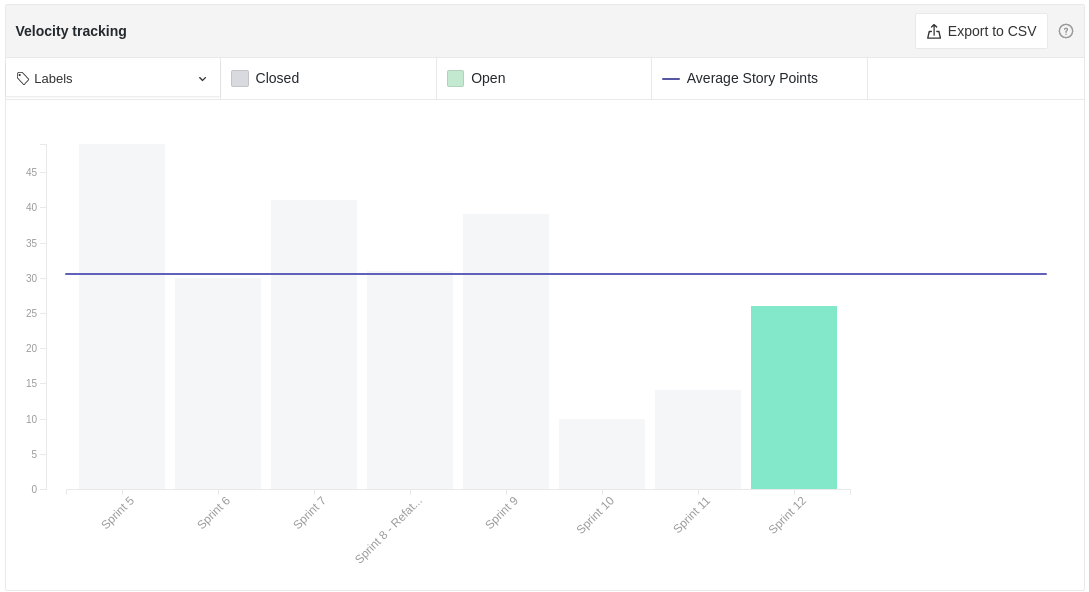 Velocity tracking
Export to CSV
?
Labels
Closed
Open
Average Story Points
45
40
35
30
25
20
15
10
5
0
Sprint 5
Sprint 6
Sprint 7
Sprint 8 - Refat...
Sprint 9
Sprint 10
Sprint 11
Sprint 12